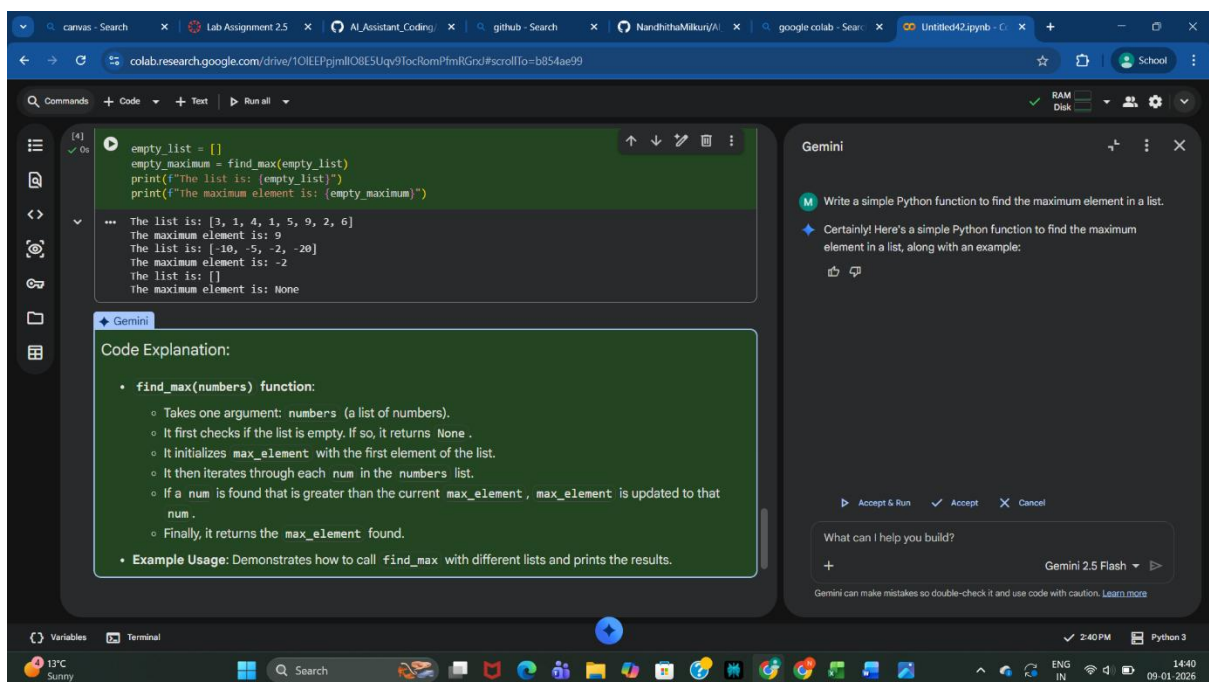 canvas - Search
Lab Assignment 2.5
AI_Assistant_Coding/
github - Search
NandhithaMilkuri/AI_
google colab - Searc
Untitled42.ipynb - C
colab.research.google.com/drive/1OIEEPpjmlIO8E5Uqv9TocRomPfmRGnxJ#scrollTo=b854ae99
School
Commands + Code + Text Run all
RAM
Disk
[4]
0s
empty_list = []
empty_maximum = find_max(empty_list)
print(f"The list is: {empty_list}")
print(f"The maximum element is: {empty_maximum}")
The list is: [3, 1, 4, 1, 5, 9, 2, 6]
The maximum element is: 9
The list is: [-10, -5, -2, -20]
The maximum element is: -2
The list is: []
The maximum element is: None
Gemini
Code Explanation:
• find_max(numbers) function:
◦ Takes one argument: numbers (a list of numbers).
◦ It first checks if the list is empty. If so, it returns None.
◦ It initializes max_element with the first element of the list.
◦ It then iterates through each num in the numbers list.
◦ If a num is found that is greater than the current max_element, max_element is updated to that
num.
◦ Finally, it returns the max_element found.
• Example Usage: Demonstrates how to call find_max with different lists and prints the results.
Gemini
M Write a simple Python function to find the maximum element in a list.
Certainly! Here's a simple Python function to find the maximum
element in a list, along with an example:
Accept & Run Accept Cancel
What can I help you build?
Gemini 2.5 Flash
Gemini can make mistakes so double-check it and use code with caution. Learn more
Variables Terminal
2:40 PM Python 3
4 13°C
Sunny
Search
ENG
IN
14:40
09-01-2026